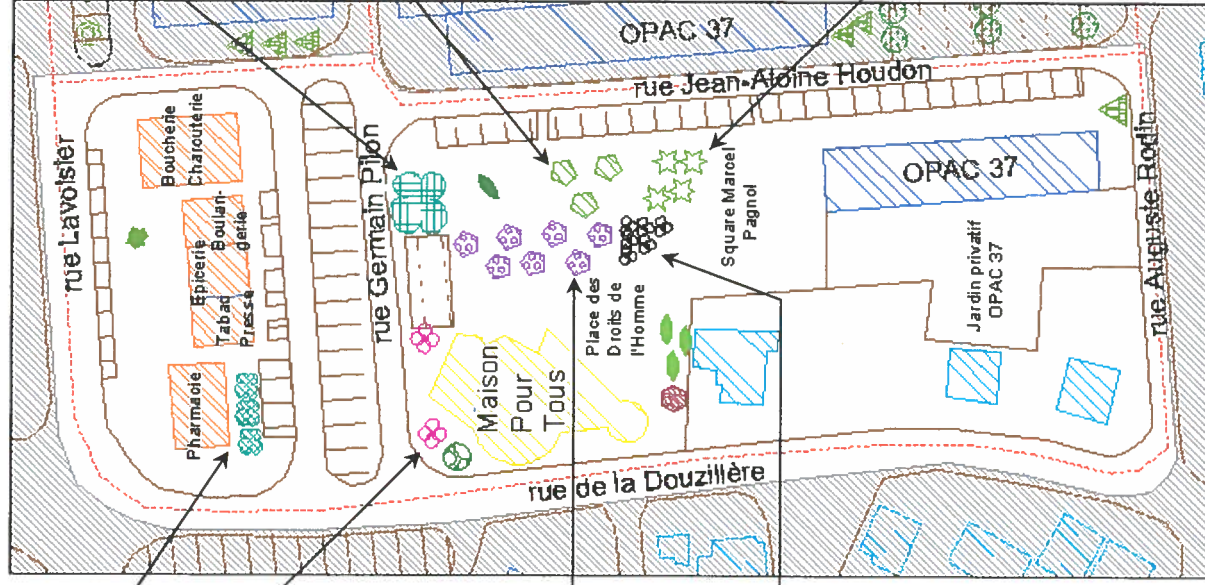 OPAC 37
rue Jean-Atoine Houdon
rue Lavoisier
Boucherie
Charcuterie
Boulan-
gerie
Epicerie
Tabac
Presse
Pharmacie
rue Germain Pilon
OPAC 37
Square Marcel
Pagnol
Place des
Droits de
l'Homme
Maison
Pour
Tous
Jardin privatif
OPAC 37
rue Auguste Rodin
rue de la Douzillère